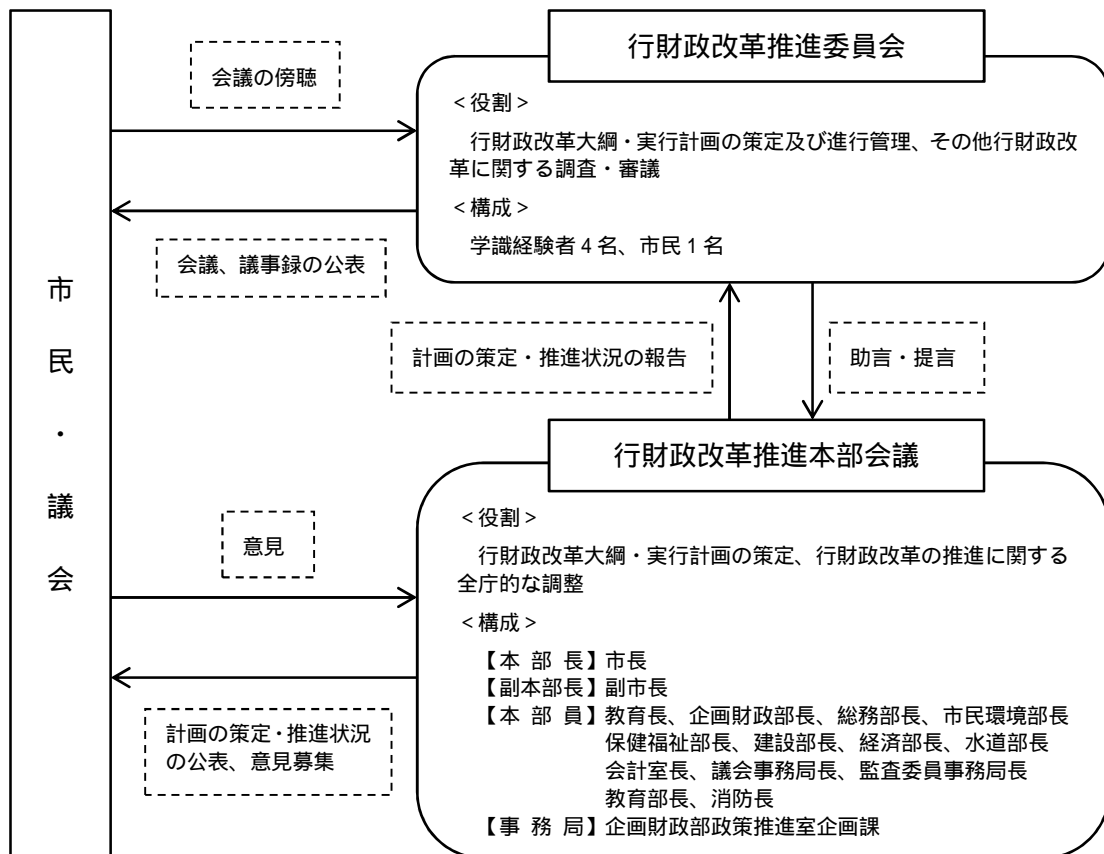 市民・議会
会議の傍聴
会議、議事録の公表
行財政改革推進委員会
<役割>
行財政改革大綱・実行計画の策定及び進行管理、その他行財政改
革に関する調査・審議
<構成>
学識経験者4名、市民1名
計画の策定・推進状況の報告
助言・提言
意見
計画の策定・推進状況
の公表、意見募集
行財政改革推進本部会議
<役割>
行財政改革大綱・実行計画の策定、行財政改革の推進に関する
全庁的な調整
<構成>
【本 部 長】市長
【副本部長】副市長
【本 部 員】教育長、企画財政部長、総務部長、市民環境部長
保健福祉部長、建設部長、経済部長、水道部長
会計室長、議会事務局長、監査委員事務局長
教育部長、消防長
【事 務 局】企画財政部政策推進室企画課